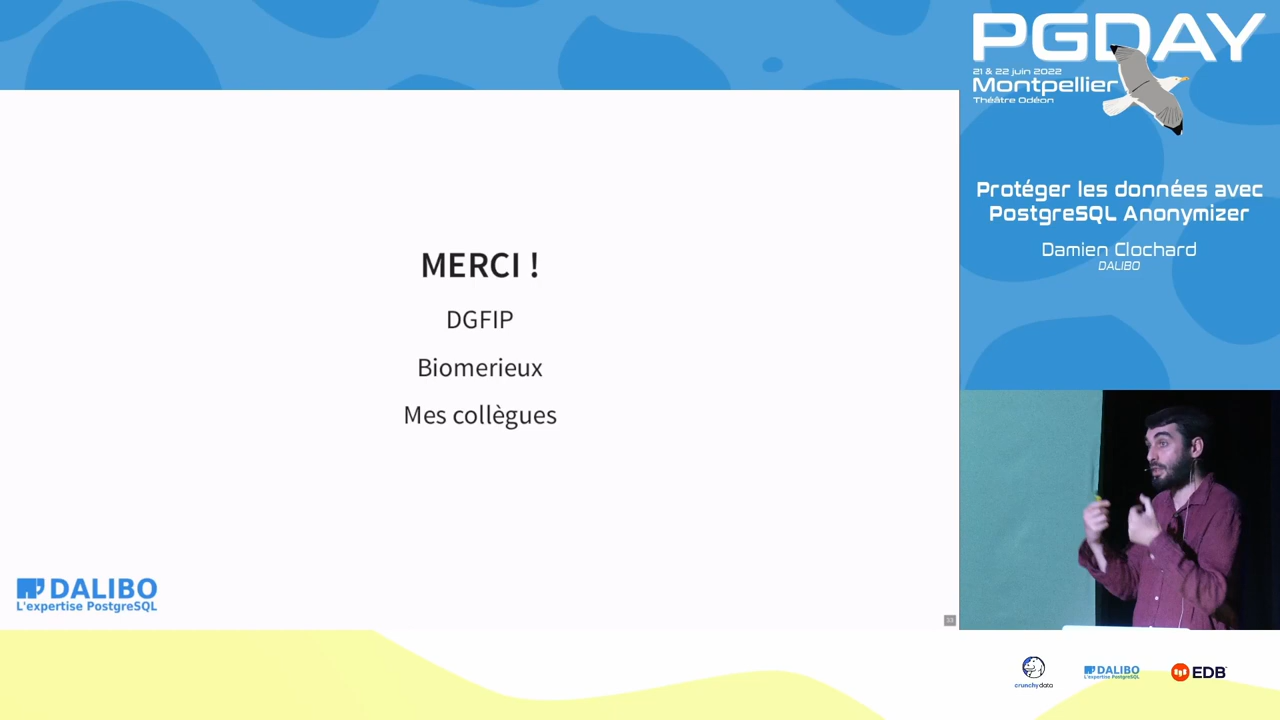 MERCI !
DGFIP
Biomerieux
Mes collègues
DALIBO
L'expertise PostgreSQL
PGDAY
21 & 22 juin 2022
Montpellier
Théâtre Odéon
Protéger les données avec
PostgreSQL Anonymizer
Damien Clochard
DALIBO
crunchydata
DALIBO
L'expertise PostgreSQL
EDB